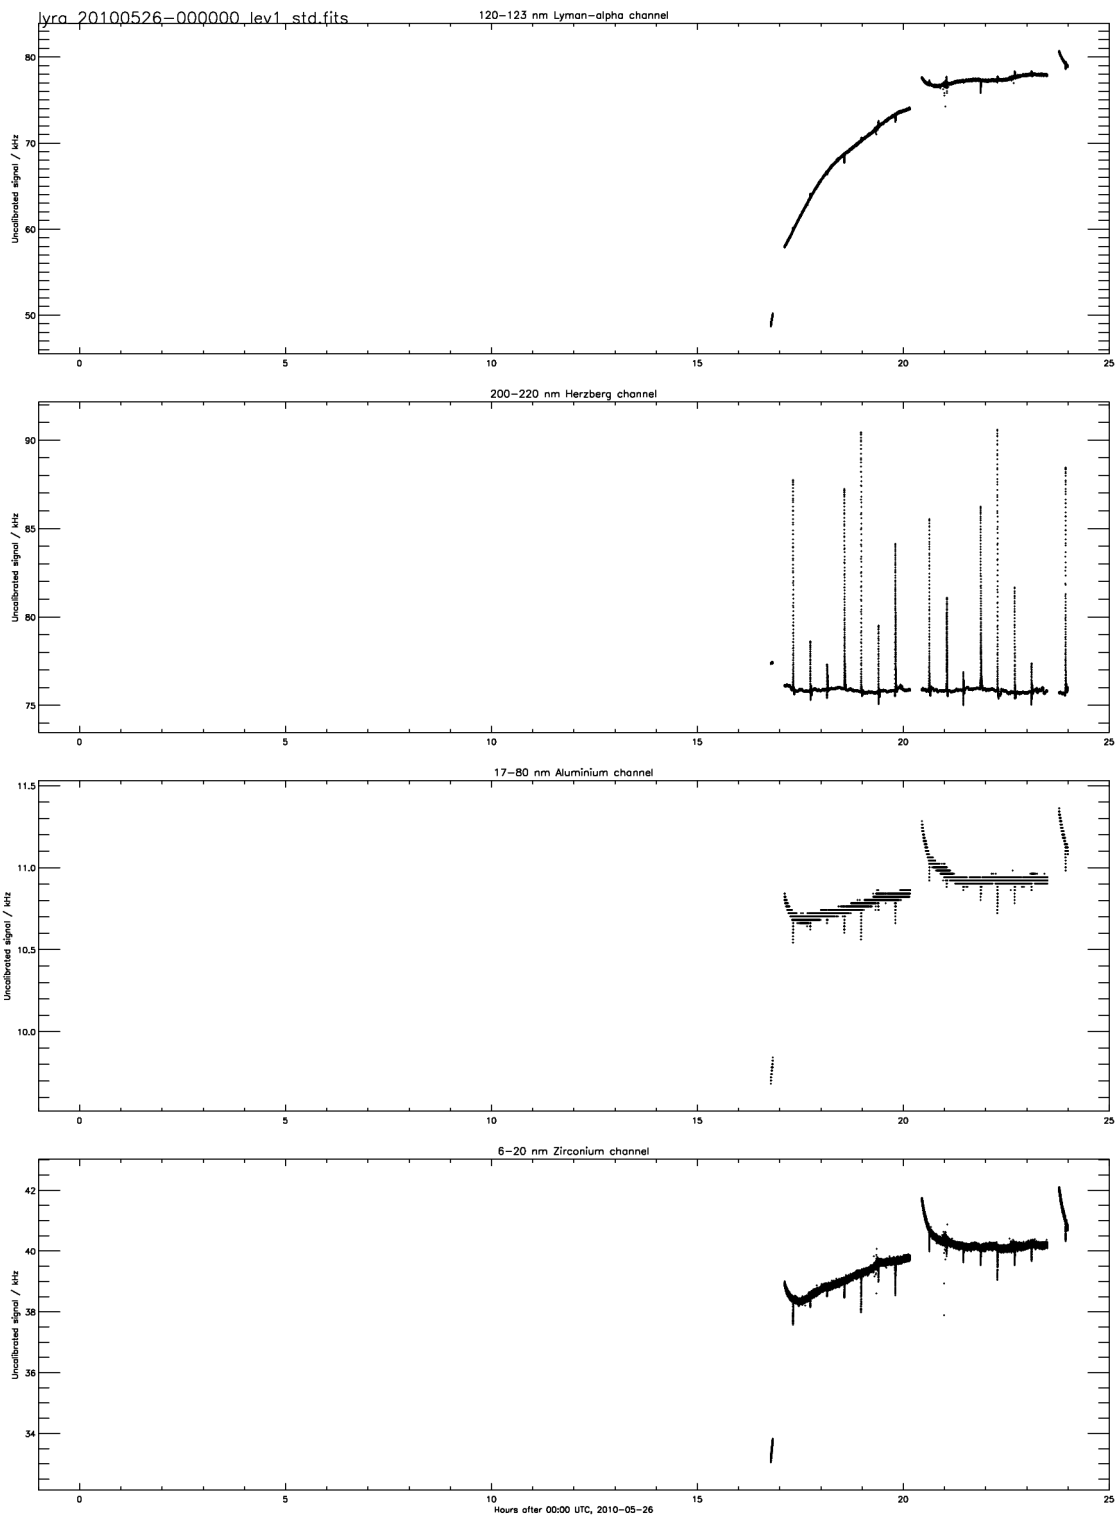 lyra_20100526-000000_lev1_std.fits
120-123 nm Lyman-alpha channel
80
70
60
50
Uncalibrated signal / kHz
0 5 10 15 20 25
200-220 nm Herzberg channel
90
85
80
75
Uncalibrated signal / kHz
0 5 10 15 20 25
17-80 nm Aluminium channel
11.5
11.0
10.5
10.0
Uncalibrated signal / kHz
0 5 10 15 20 25
6-20 nm Zirconium channel
42
40
38
36
34
Uncalibrated signal / kHz
0 5 10 15 20 25
Hours after 00:00 UTC, 2010-05-26